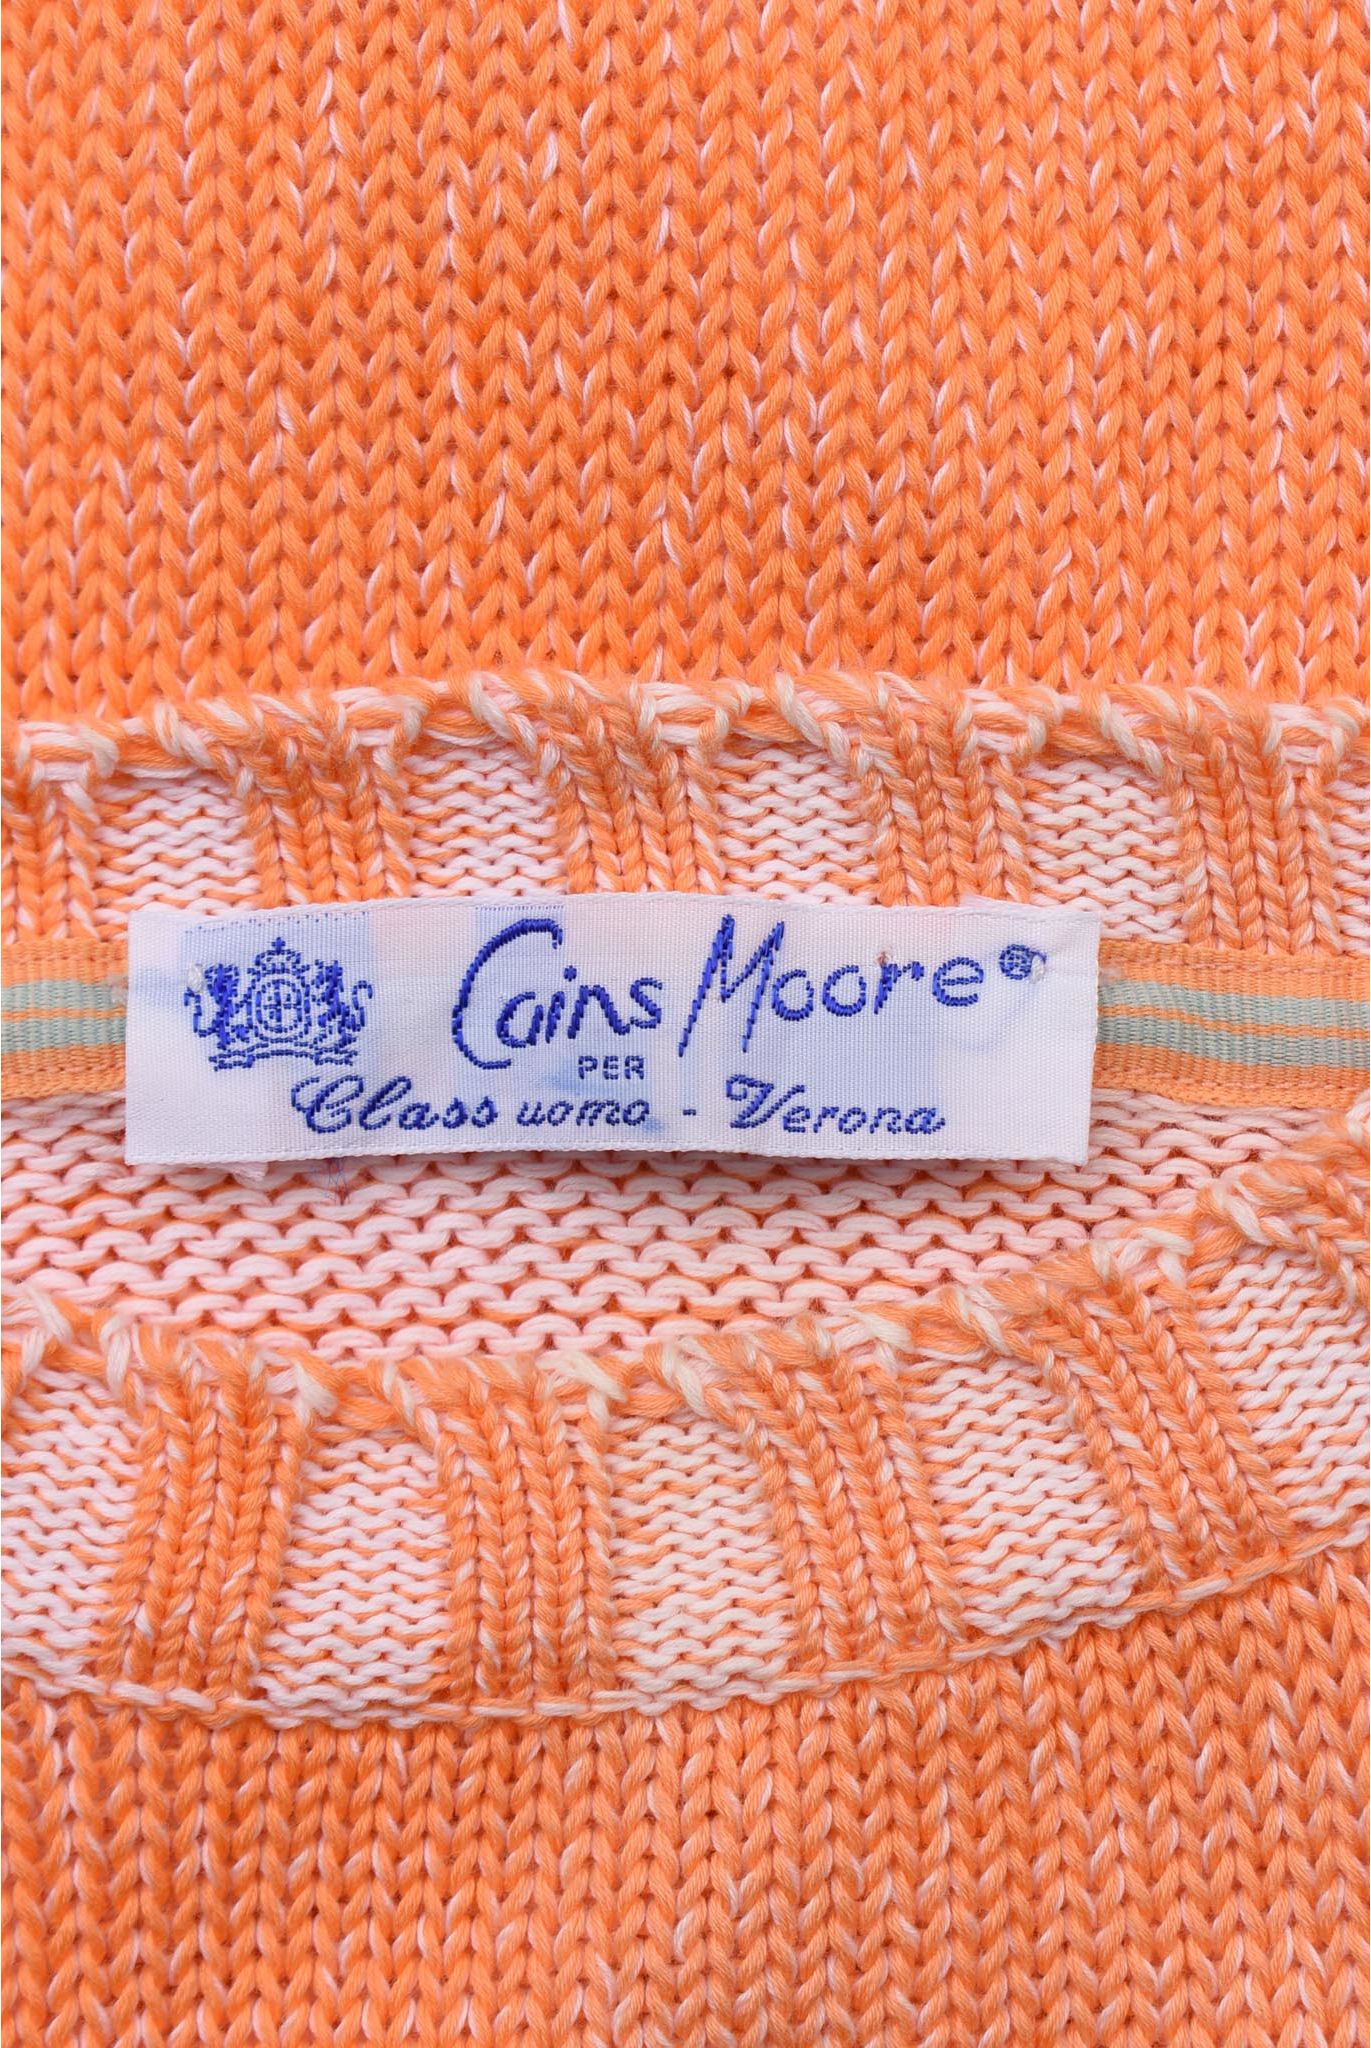 Cains Moore®
PER
Class uomo - Verona